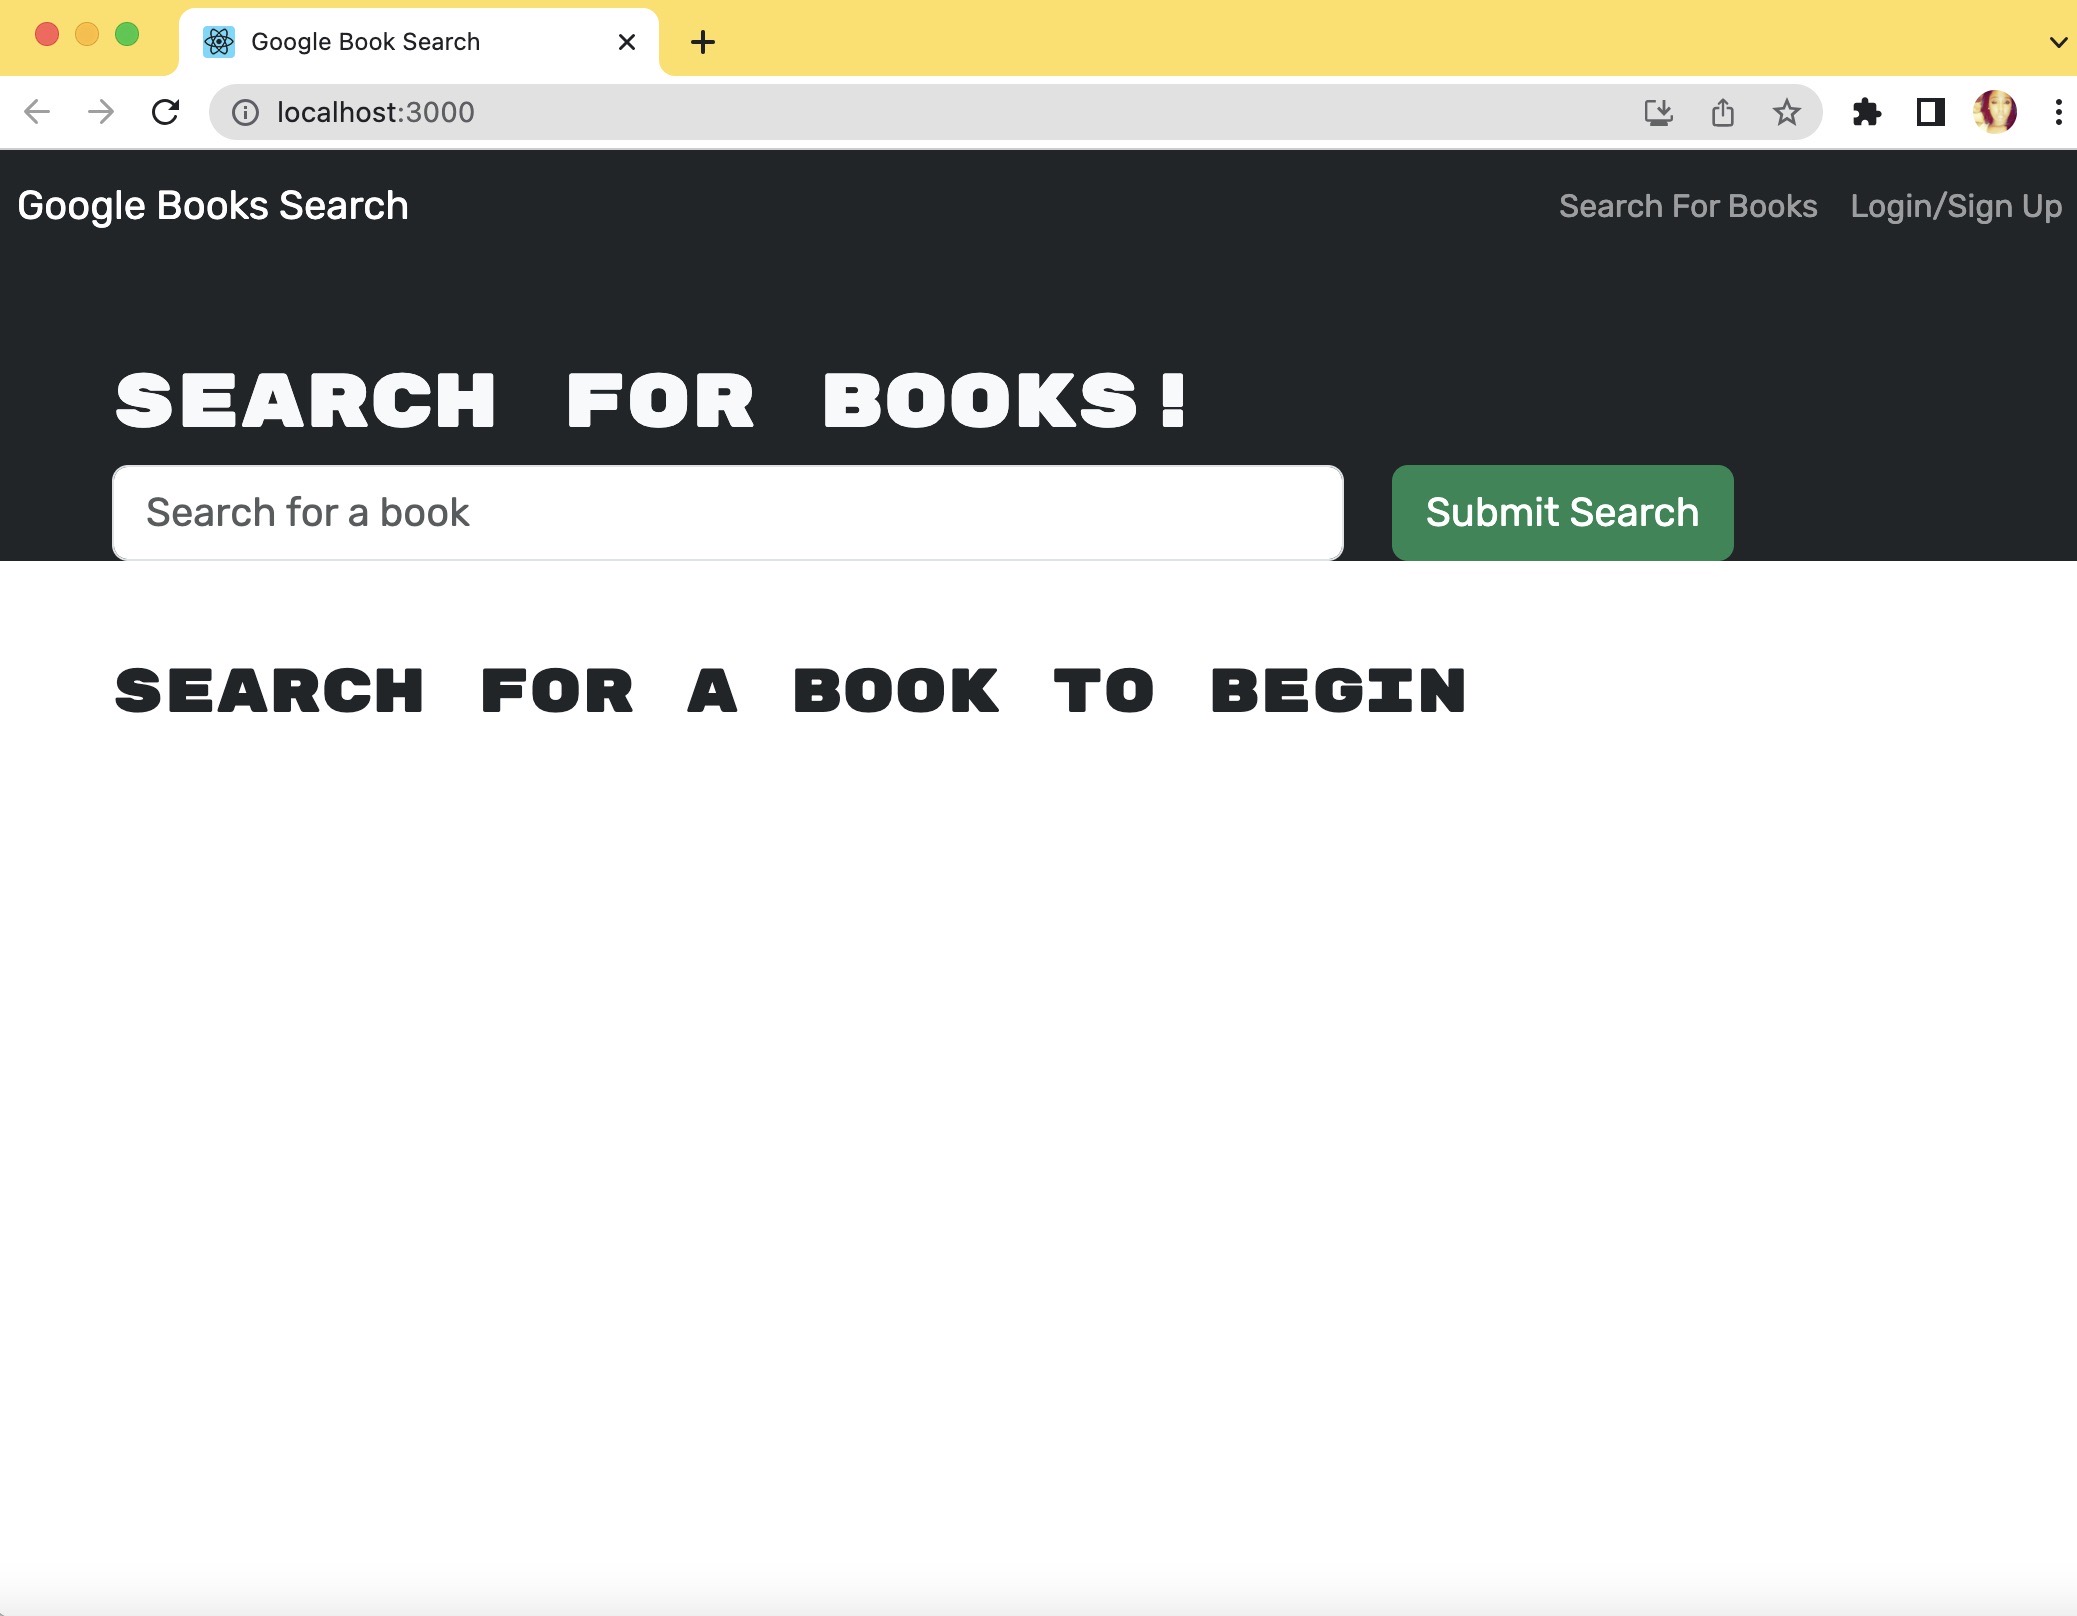 Google Book Search
localhost:3000
Google Books Search
Search For Books
Login/Sign Up
SEARCH FOR BOOKS!
Search for a book
Submit Search
SEARCH FOR A BOOK TO BEGIN